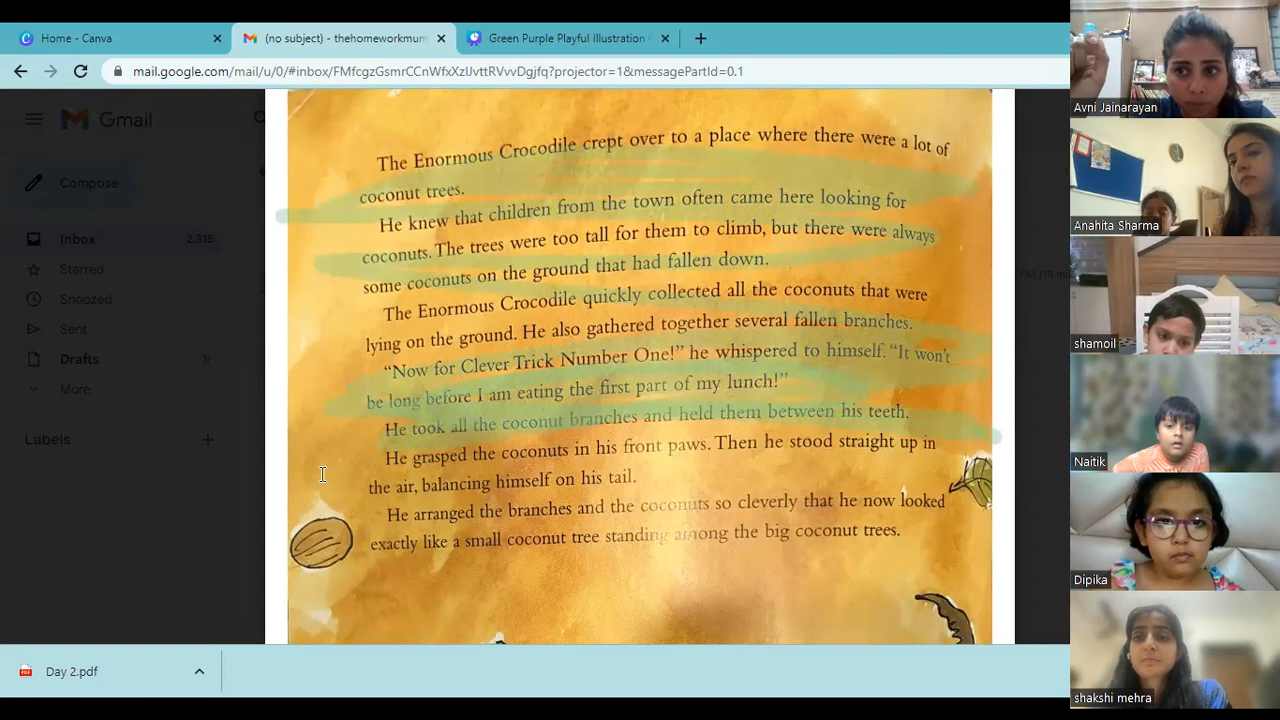 Home - Canva
(no subject) - thehomeworkmum
Green Purple Playful Illustration
mail.google.com/mail/u/0/#inbox/FMfcgzGsmrCCnWfxXzlJvttRVvvDgjfq?projector=1&messagePartId=0.1
Gmail
Compose
Inbox 2,315
Starred
Snoozed
Sent
Drafts
More
Labels
The Enormous Crocodile crept over to a place where there were a lot of
coconut trees.
He knew that children from the town often came here looking for
coconuts. The trees were too tall for them to climb, but there were always
some coconuts on the ground that had fallen down.
The Enormous Crocodile quickly collected all the coconuts that were
lying on the ground. He also gathered together several fallen branches.
“Now for Clever Trick Number One!” he whispered to himself. “It won't
be long before I am eating the first part of my lunch!”
He took all the coconut branches and held them between his teeth.
He grasped the coconuts in his front paws. Then he stood straight up in
the air, balancing himself on his tail.
He arranged the branches and the coconuts so cleverly that he now looked
exactly like a small coconut tree standing among the big coconut trees.
Day 2.pdf
Avni Jainarayan
Anahita Sharma
shamoil
Naitik
Dipika
shakshi mehra